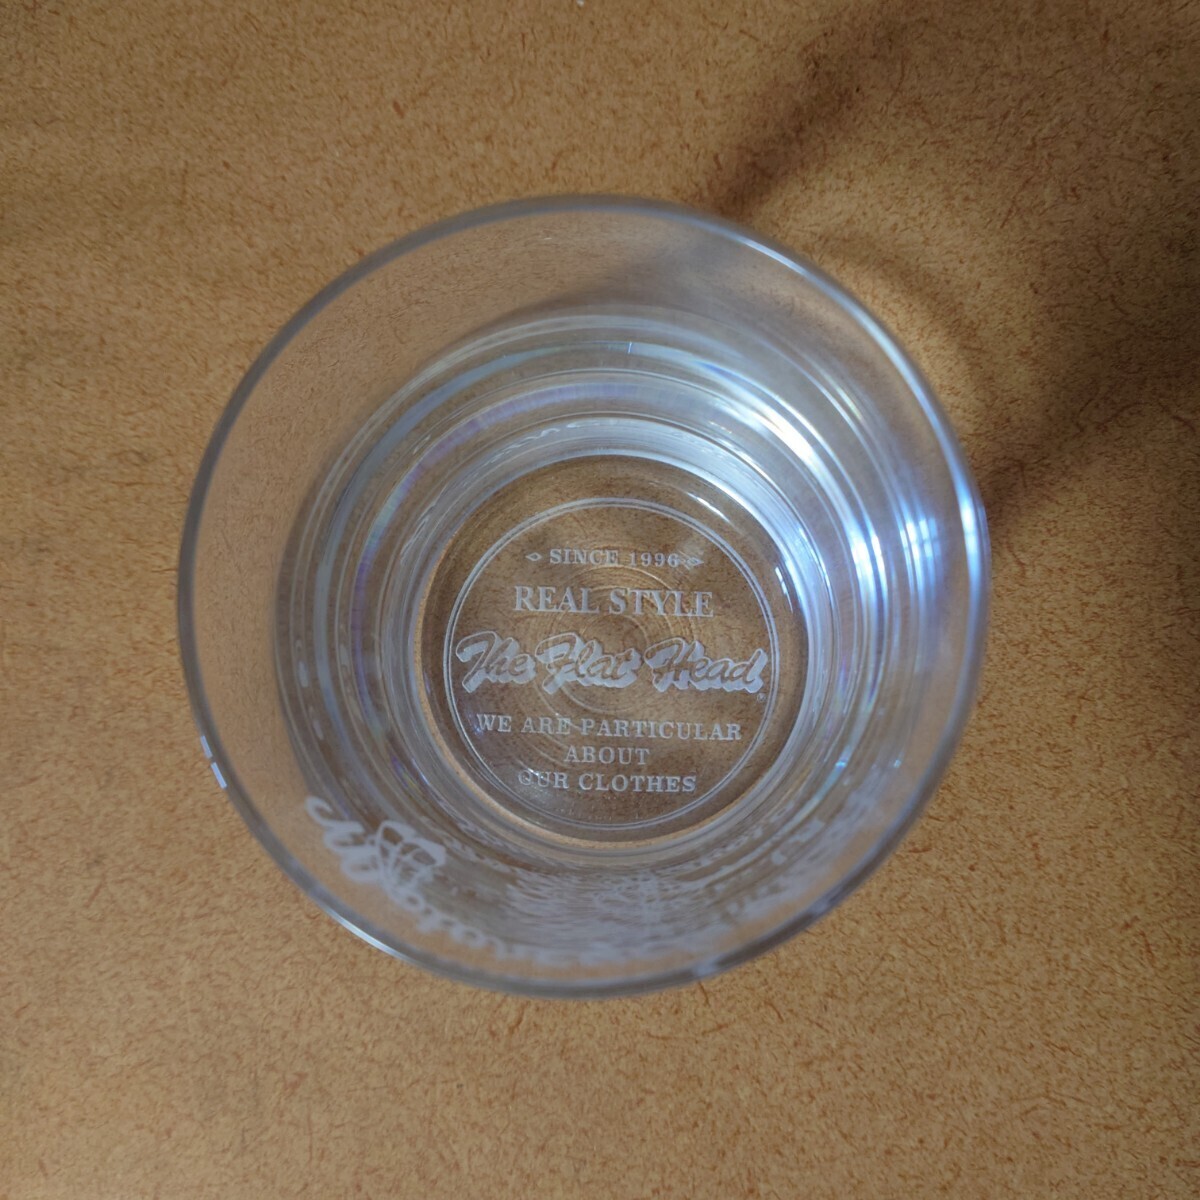 SINCE 1996
REAL STYLE
The Flat Head®
WE ARE PARTICULAR
ABOUT
OUR CLOTHES